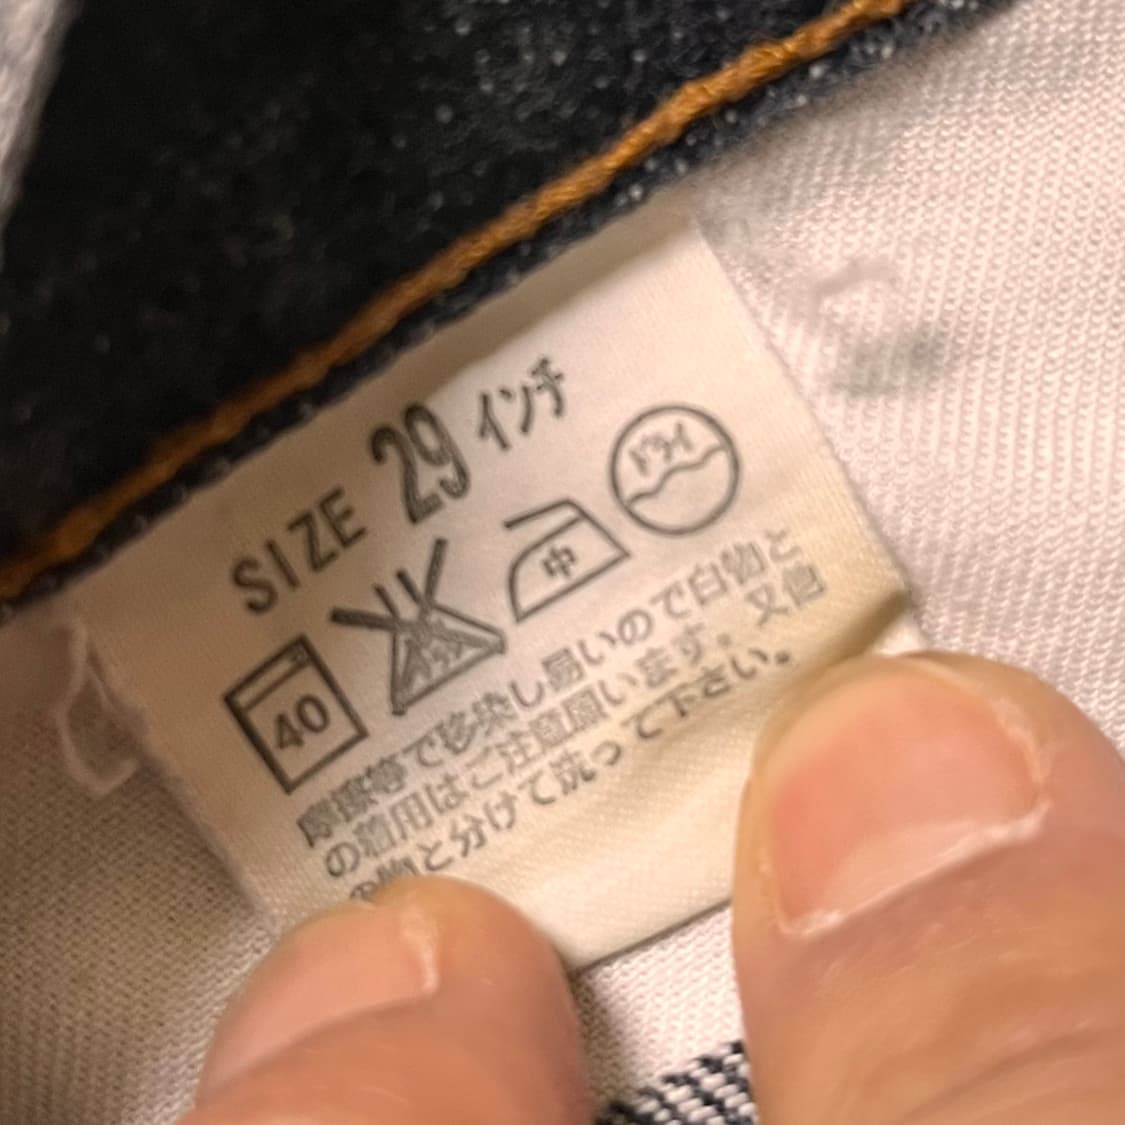 SIZE 29 インチ
40 中 ドライ
摩擦等で移染し易いので白物と
の着用はご注意願います。又他
の物と分けて洗って下さい。